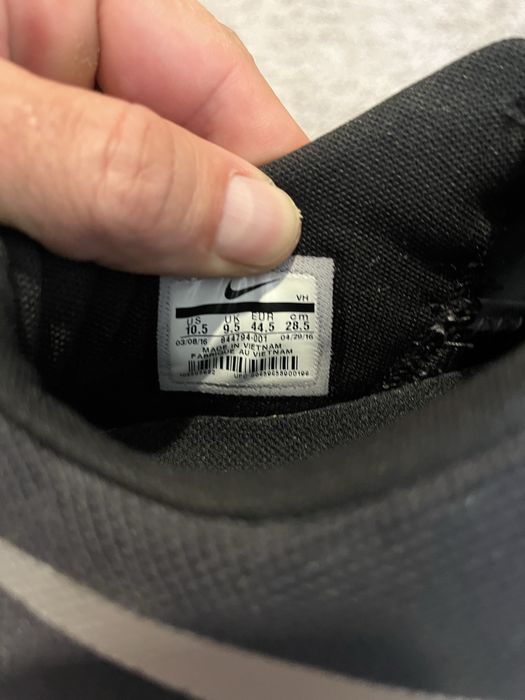 VH
US UK EUR cm
10.5 9.5 44.5 28.5
03/08/16 844794-001 04/29/16
MADE IN VIETNAM
FABRIQUE AU VIETNAM